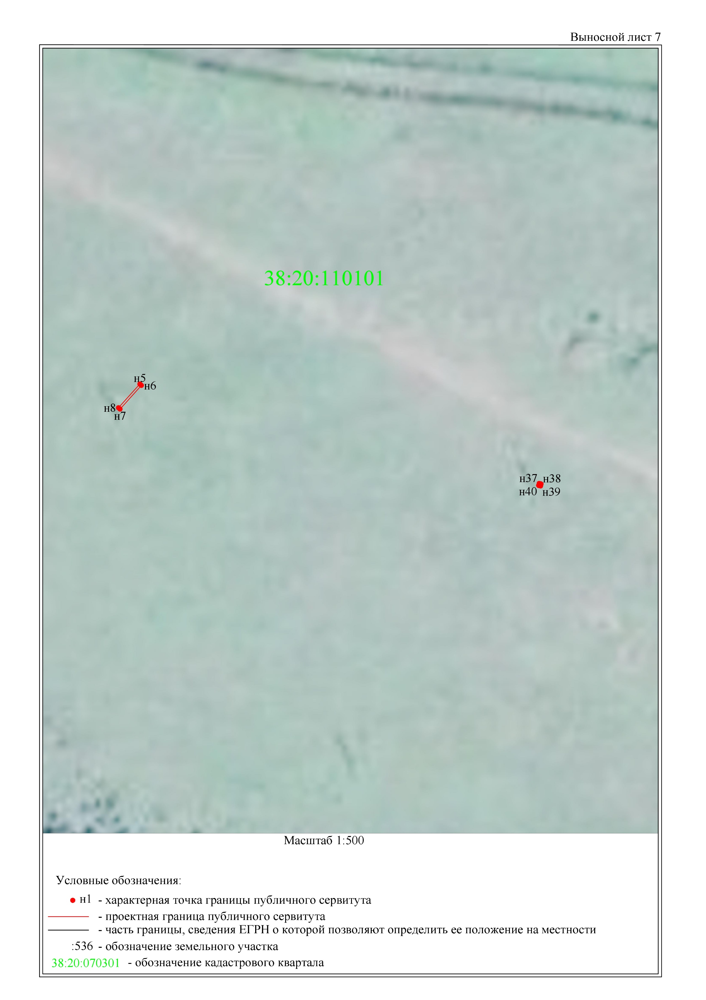 Выносной лист 7
38:20:110101
н5
н6
н8
н7
н37 н38
н40 н39
Масштаб 1:500
Условные обозначения:
н1 - характерная точка границы публичного сервитута
- проектная граница публичного сервитута
- часть границы, сведения ЕГРН о которой позволяют определить ее положение на местности
:536 - обозначение земельного участка
38:20:070301 - обозначение кадастрового квартала